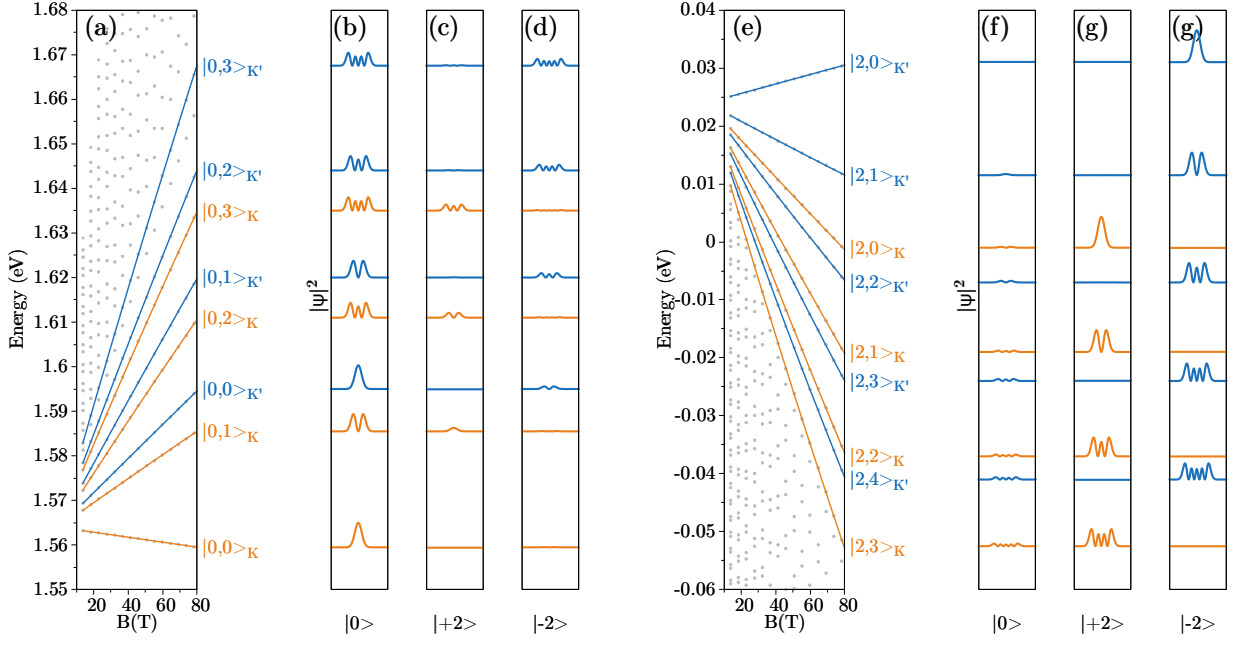 (a)
Energy (eV)
1.68
1.67
1.66
1.65
1.64
1.63
1.62
1.61
1.6
1.59
1.58
1.57
1.56
1.55
20
40
60
80
B(T)
|0,3>K'
|0,2>K'
|0,3>K
|0,1>K'
|0,2>K
|0,0>K'
|0,1>K
|0,0>K
|ψ|²
(b)
|0>
(c)
|+2>
(d)
|-2>
(e)
Energy (eV)
0.04
0.03
0.02
0.01
0
-0.01
-0.02
-0.03
-0.04
-0.05
-0.06
20
40
60
80
B(T)
|2,0>K'
|2,1>K'
|2,0>K
|2,2>K'
|2,1>K
|2,3>K'
|2,2>K
|2,4>K'
|2,3>K
|ψ|²
(f)
|0>
(g)
|+2>
(g)
|-2>